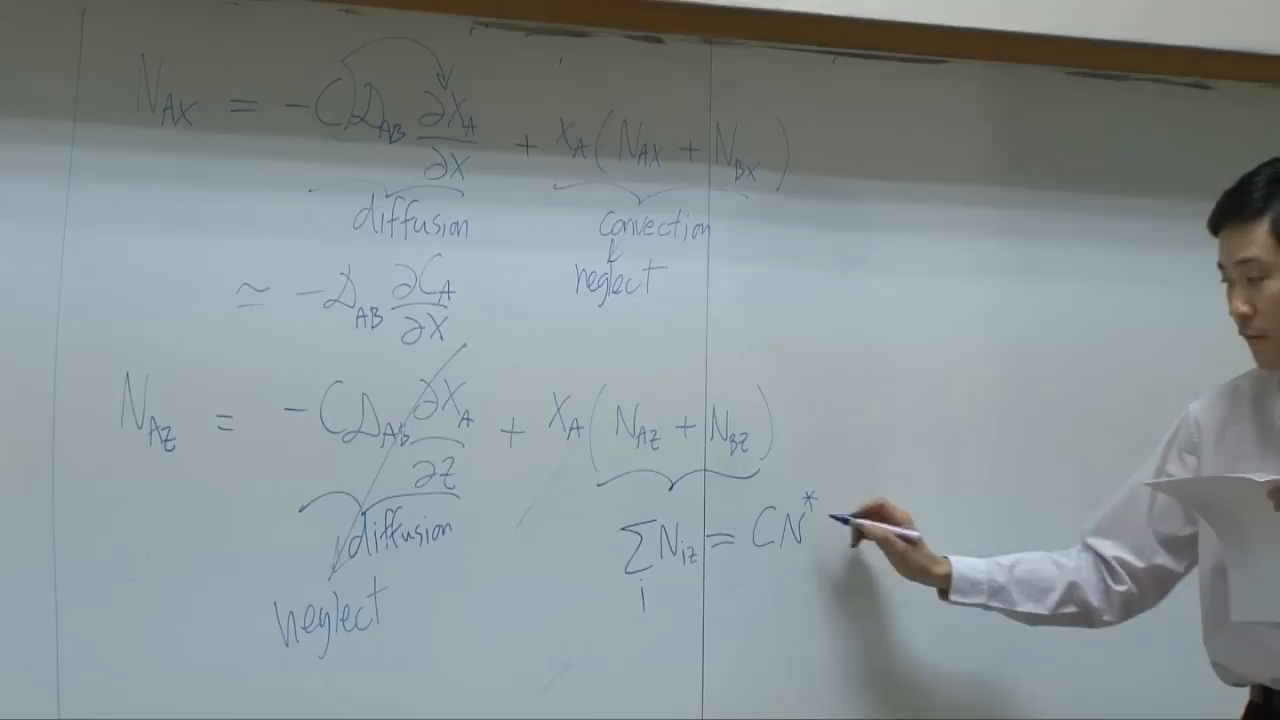 N_AX = -C𝒟_AB ∂X_A/∂X + X_A(N_AX + N_BX)
diffusion convection
≃ -𝒟_AB ∂C_A/∂X neglect
N_AZ = -C𝒟_AB ∂X_A/∂Z + X_A(N_AZ + N_BZ)
diffusion ∑_i N_iz = CN*
neglect